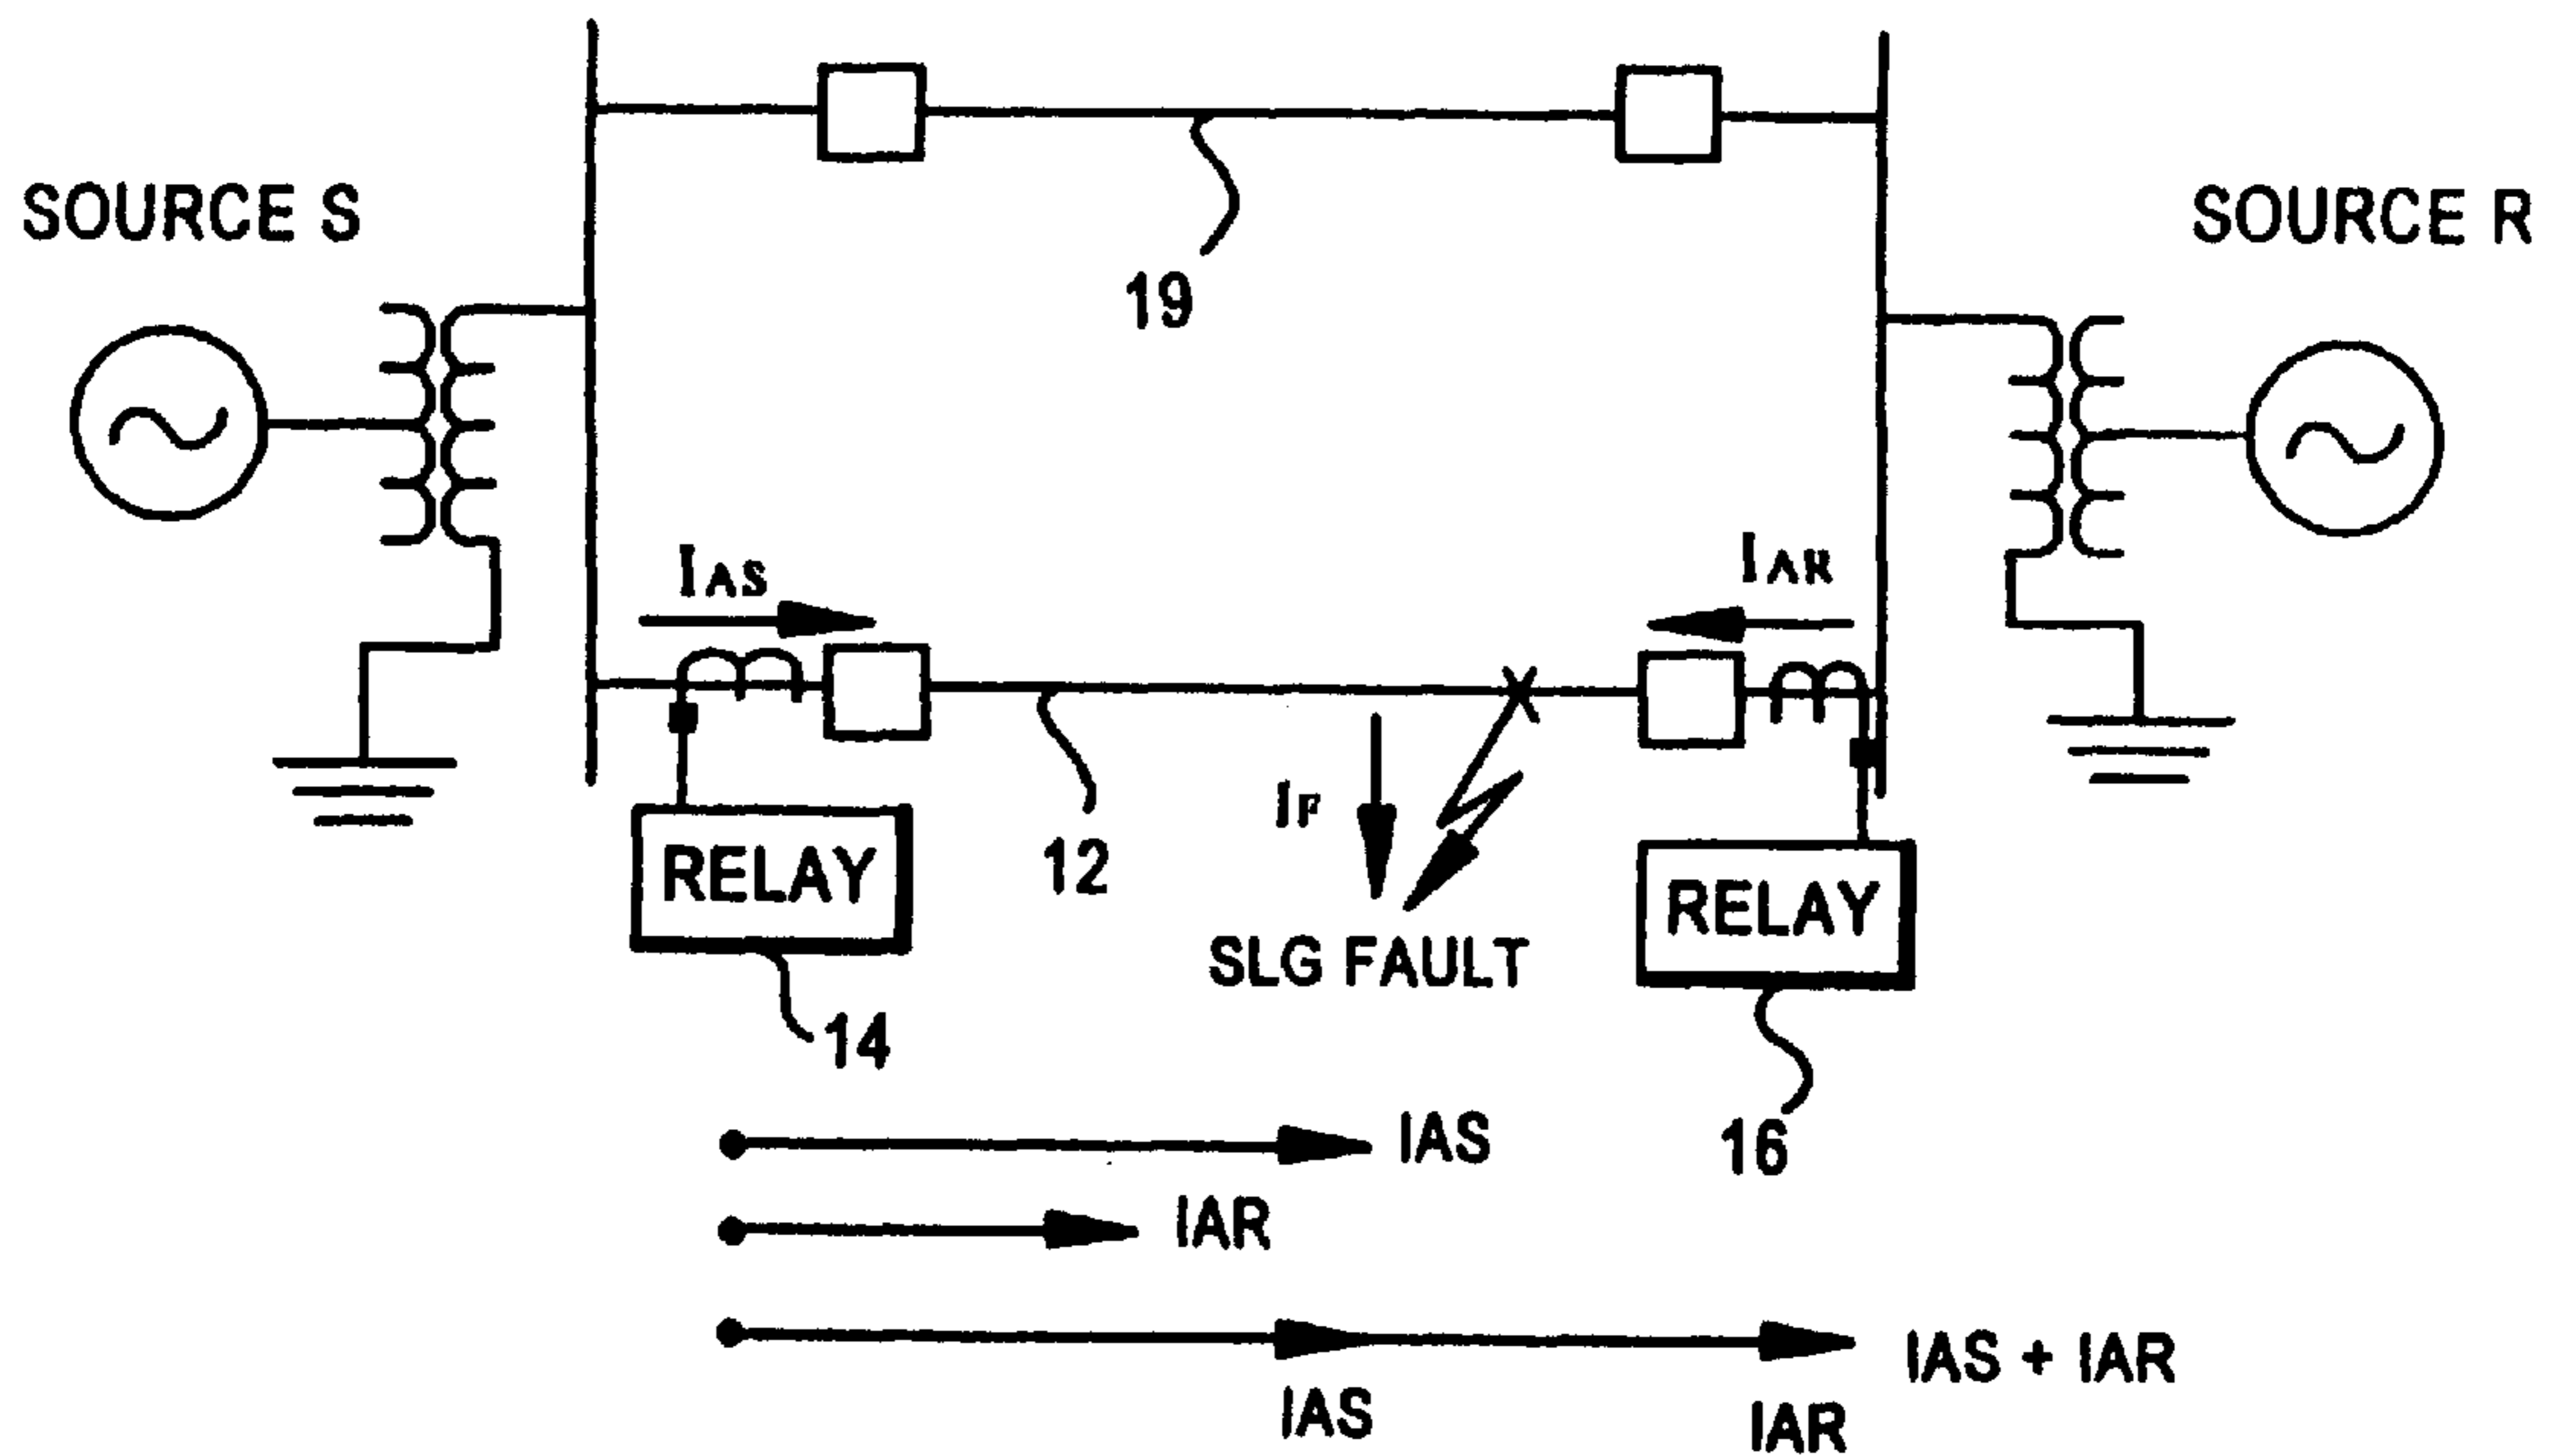 SOURCE S
SOURCE R
19
IAS
IAR
12
IF
RELAY
RELAY
SLG FAULT
14
16
IAS
IAR
IAS + IAR
IAS
IAR